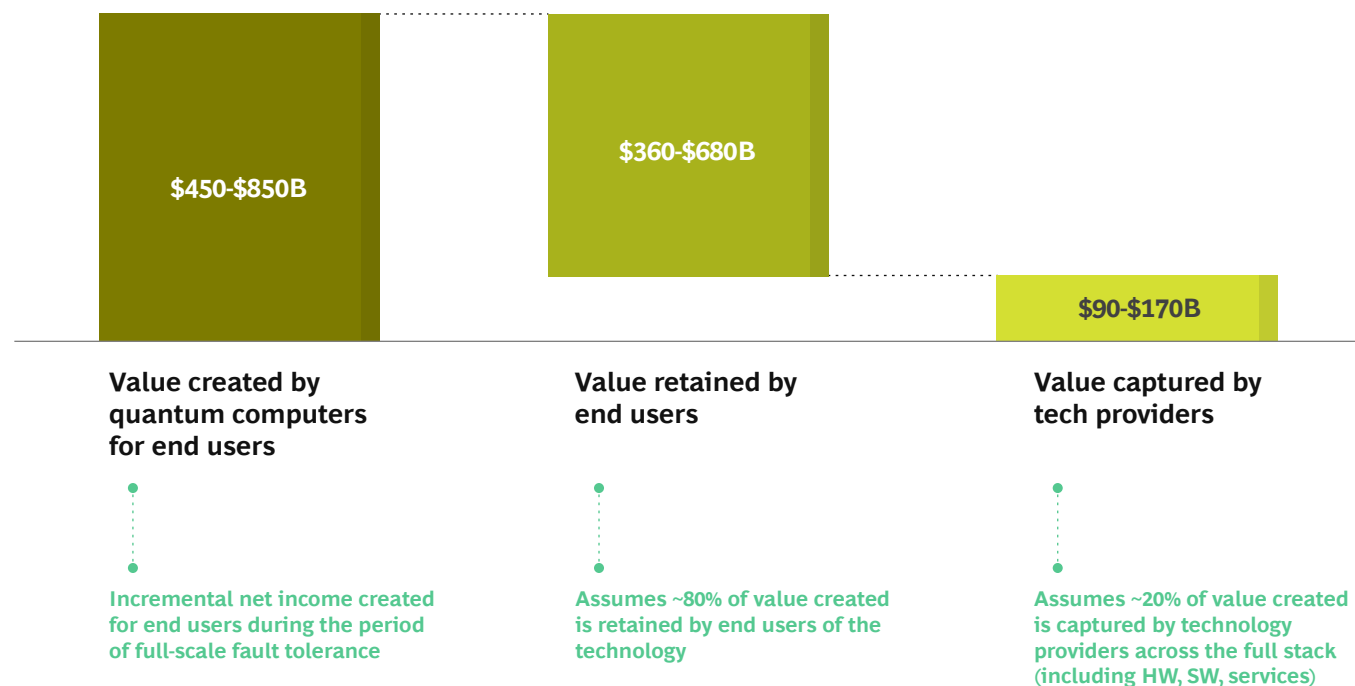 $450-$850B
$360-$680B
$90-$170B
Value created by
quantum computers
for end users
Value retained by
end users
Value captured by
tech providers
Incremental net income created
for end users during the period
of full-scale fault tolerance
Assumes ~80% of value created
is retained by end users of the
technology
Assumes ~20% of value created
is captured by technology
providers across the full stack
(including HW, SW, services)